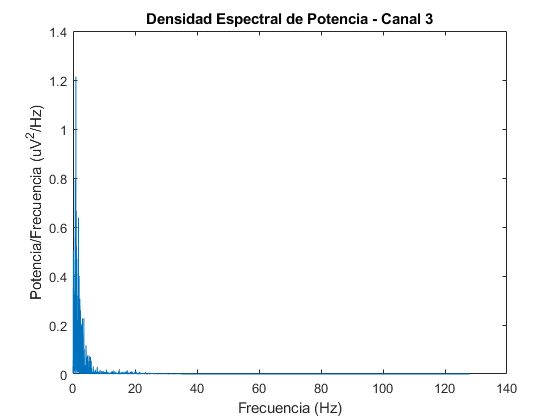 Densidad Espectral de Potencia - Canal 3
1.4
1.2
1
0.8
0.6
0.4
0.2
0
Potencia/Frecuencia (uV²/Hz)
0 20 40 60 80 100 120 140
Frecuencia (Hz)